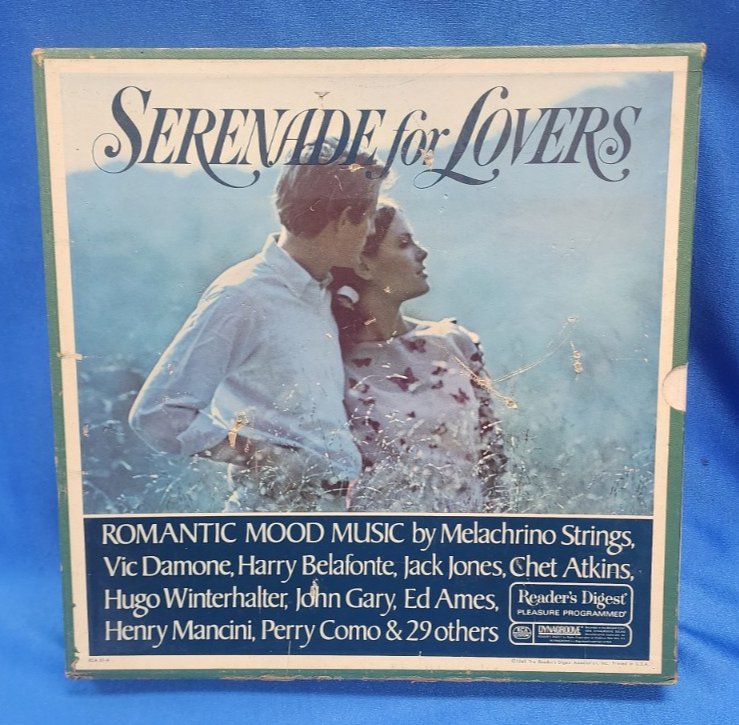 SERENADE for LOVERS
ROMANTIC MOOD MUSIC by Melachrino Strings,
Vic Damone, Harry Belafonte, Jack Jones, Chet Atkins,
Hugo Winterhalter, John Gary, Ed Ames,
Henry Mancini, Perry Como & 29 others
Reader's Digest
PLEASURE PROGRAMMED
DYNAGROOVE